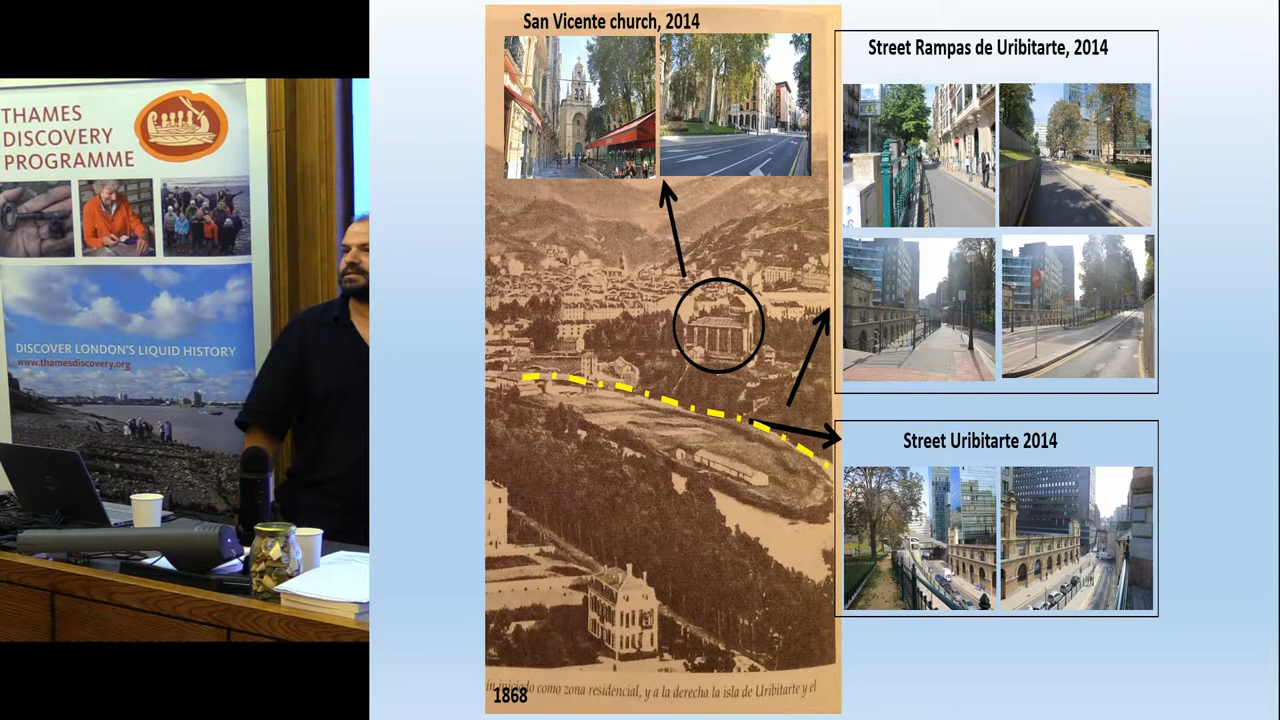 THAMES
DISCOVERY
PROGRAMME
DISCOVER LONDON'S LIQUID HISTORY
www.thamesdiscovery.org
San Vicente church, 2014
Street Rampas de Uribitarte, 2014
Street Uribitarte 2014
1868
iniciado como zona residencial, y a la derecha la isla de Uribitarte y el